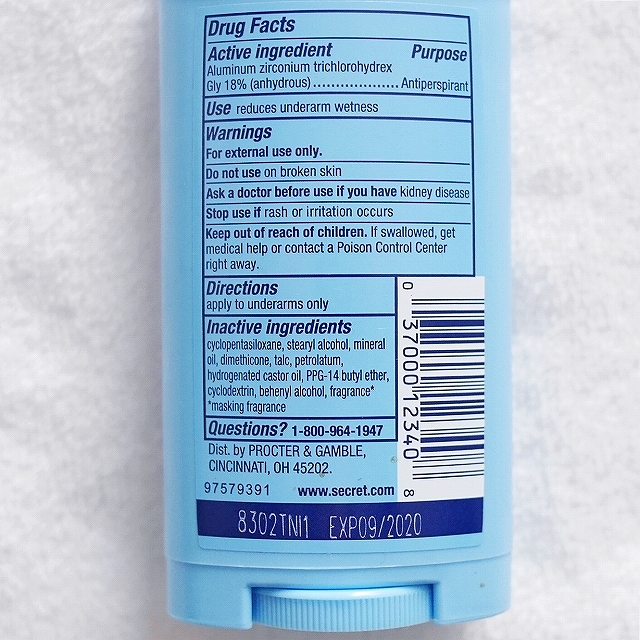 Drug Facts
Active ingredient Purpose
Aluminum zirconium trichlorohydrex
Gly 18% (anhydrous)....................Antiperspirant
Use reduces underarm wetness
Warnings
For external use only.
Do not use on broken skin
Ask a doctor before use if you have kidney disease
Stop use if rash or irritation occurs
Keep out of reach of children. If swallowed, get
medical help or contact a Poison Control Center
right away.
Directions
apply to underarms only
Inactive ingredients
cyclopentasiloxane, stearyl alcohol, mineral
oil, dimethicone, talc, petrolatum,
hydrogenated castor oil, PPG-14 butyl ether,
cyclodextrin, behenyl alcohol, fragrance*
*masking fragrance
Questions? 1-800-964-1947
Dist. by PROCTER & GAMBLE,
CINCINNATI, OH 45202.
97579391 www.secret.com
0 37000 12340 8
8302TNI1 EXP09/2020